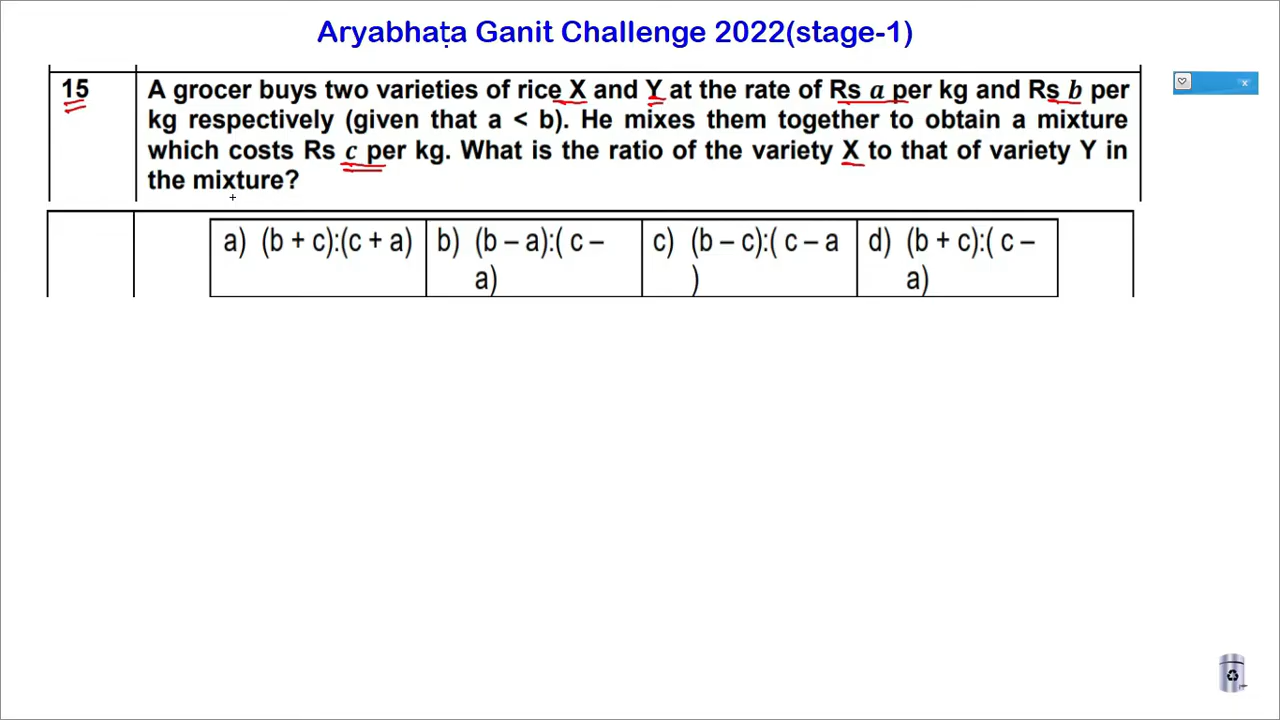 Aryabhaṭa Ganit Challenge 2022(stage-1)
15
A grocer buys two varieties of rice X and Y at the rate of Rs a per kg and Rs b per
kg respectively (given that a < b). He mixes them together to obtain a mixture
which costs Rs c per kg. What is the ratio of the variety X to that of variety Y in
the mixture?
a) (b + c):(c + a)
b) (b – a):( c –
a)
c) (b – c):( c – a
)
d) (b + c):( c –
a)